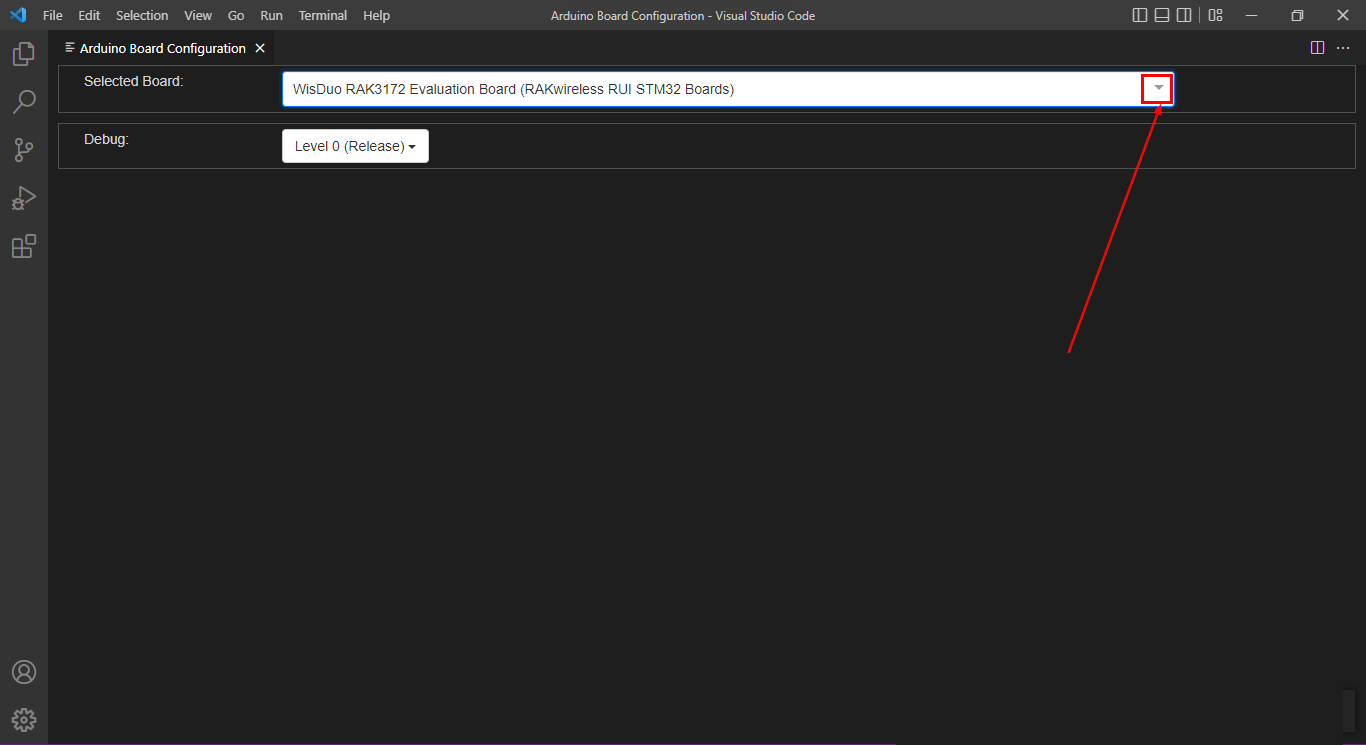 File Edit Selection View Go Run Terminal Help Arduino Board Configuration - Visual Studio Code
Arduino Board Configuration
Selected Board: WisDuo RAK3172 Evaluation Board (RAKwireless RUI STM32 Boards)
Debug: Level 0 (Release)